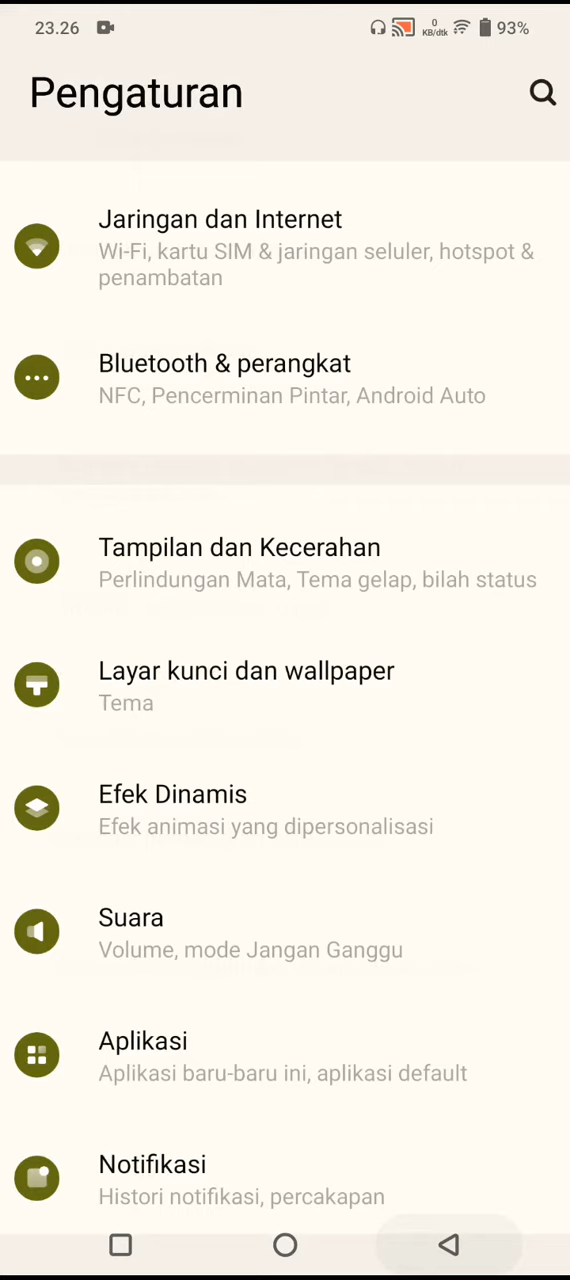 23.26
0
KB/dtk
93%
Pengaturan
Jaringan dan Internet
Wi-Fi, kartu SIM & jaringan seluler, hotspot &
penambatan
Bluetooth & perangkat
NFC, Pencerminan Pintar, Android Auto
Tampilan dan Kecerahan
Perlindungan Mata, Tema gelap, bilah status
Layar kunci dan wallpaper
Tema
Efek Dinamis
Efek animasi yang dipersonalisasi
Suara
Volume, mode Jangan Ganggu
Aplikasi
Aplikasi baru-baru ini, aplikasi default
Notifikasi
Histori notifikasi, percakapan